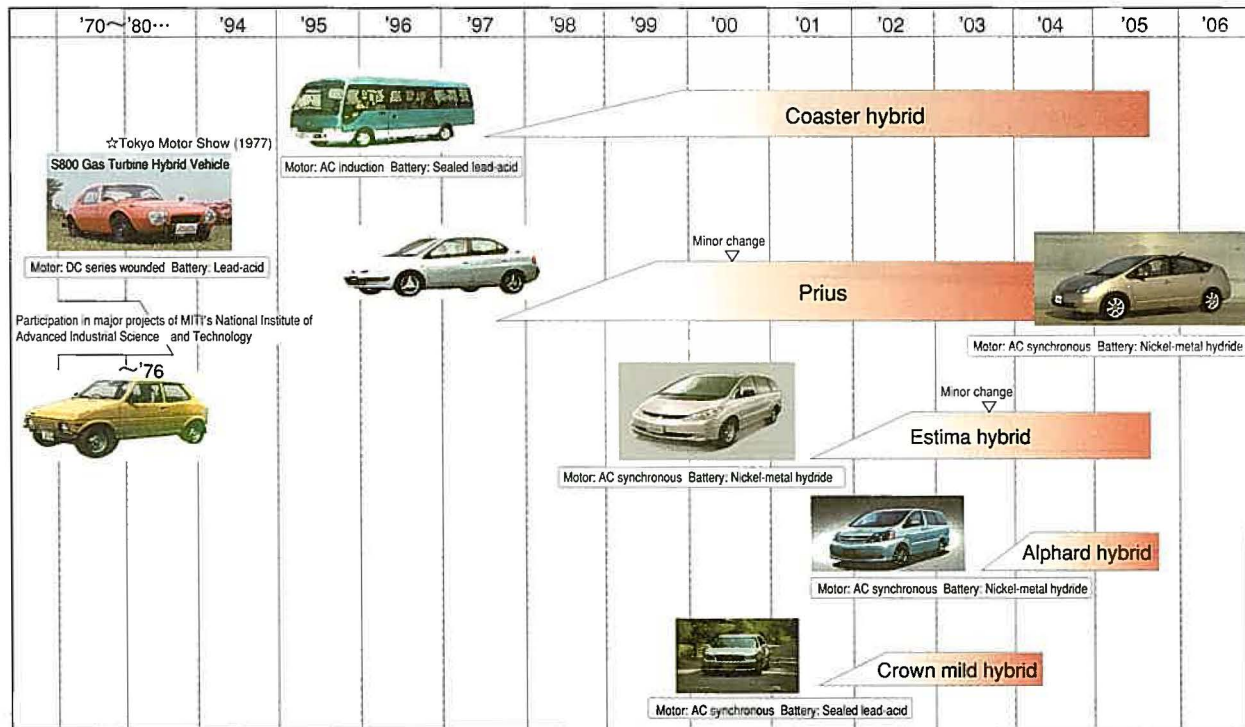 '70～'80… '94 '95 '96 '97 '98 '99 '00 '01 '02 '03 '04 '05 '06
Coaster hybrid
☆Tokyo Motor Show (1977)
S800 Gas Turbine Hybrid Vehicle
Motor: AC induction Battery: Sealed lead-acid
Motor: DC series wounded Battery: Lead-acid
Minor change
Prius
Participation in major projects of MITI's National Institute of
Advanced Industrial Science and Technology
Motor: AC synchronous Battery: Nickel-metal hydride
～'76
Minor change
Estima hybrid
Motor: AC synchronous Battery: Nickel-metal hydride
Alphard hybrid
Motor: AC synchronous Battery: Nickel-metal hydride
Crown mild hybrid
Motor: AC synchronous Battery: Sealed lead-acid